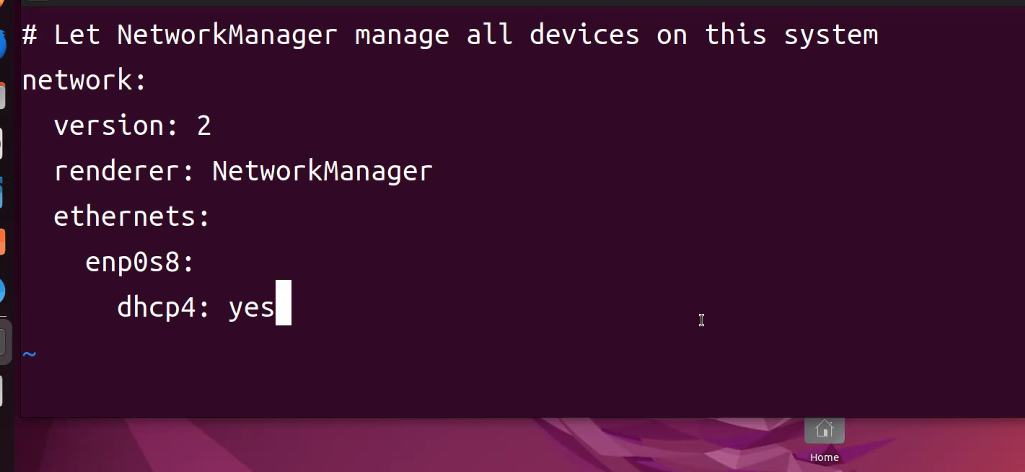 # Let NetworkManager manage all devices on this system
network:
  version: 2
  renderer: NetworkManager
  ethernets:
    enp0s8:
      dhcp4: yes
~
Home